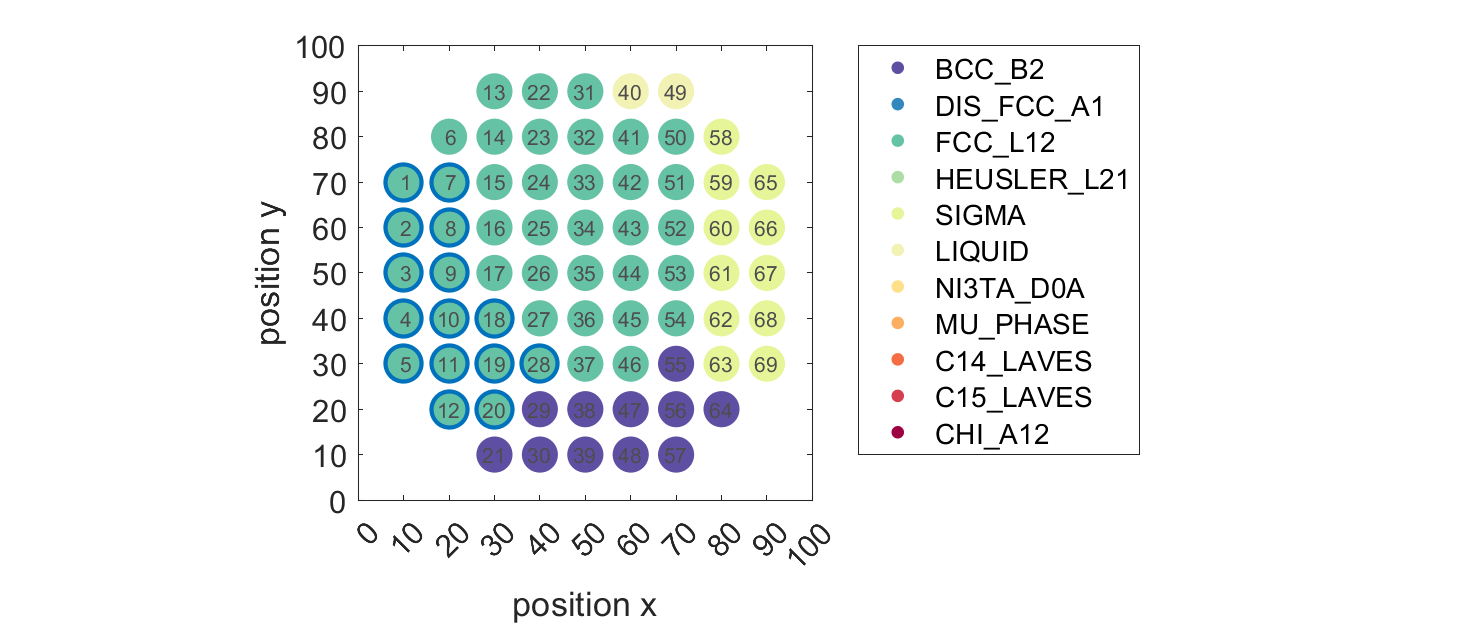 100
90
80
70
60
50
40
30
20
10
0
position y
13 22 31 40 49
6 14 23 32 41 50 58
1 7 15 24 33 42 51 59 65
2 8 16 25 34 43 52 60 66
3 9 17 26 35 44 53 61 67
4 10 18 27 36 45 54 62 68
5 11 19 28 37 46 55 63 69
12 20 29 38 47 56 64
21 30 39 48 57
0 10 20 30 40 50 60 70 80 90 100
position x
BCC_B2
DIS_FCC_A1
FCC_L12
HEUSLER_L21
SIGMA
LIQUID
NI3TA_D0A
MU_PHASE
C14_LAVES
C15_LAVES
CHI_A12